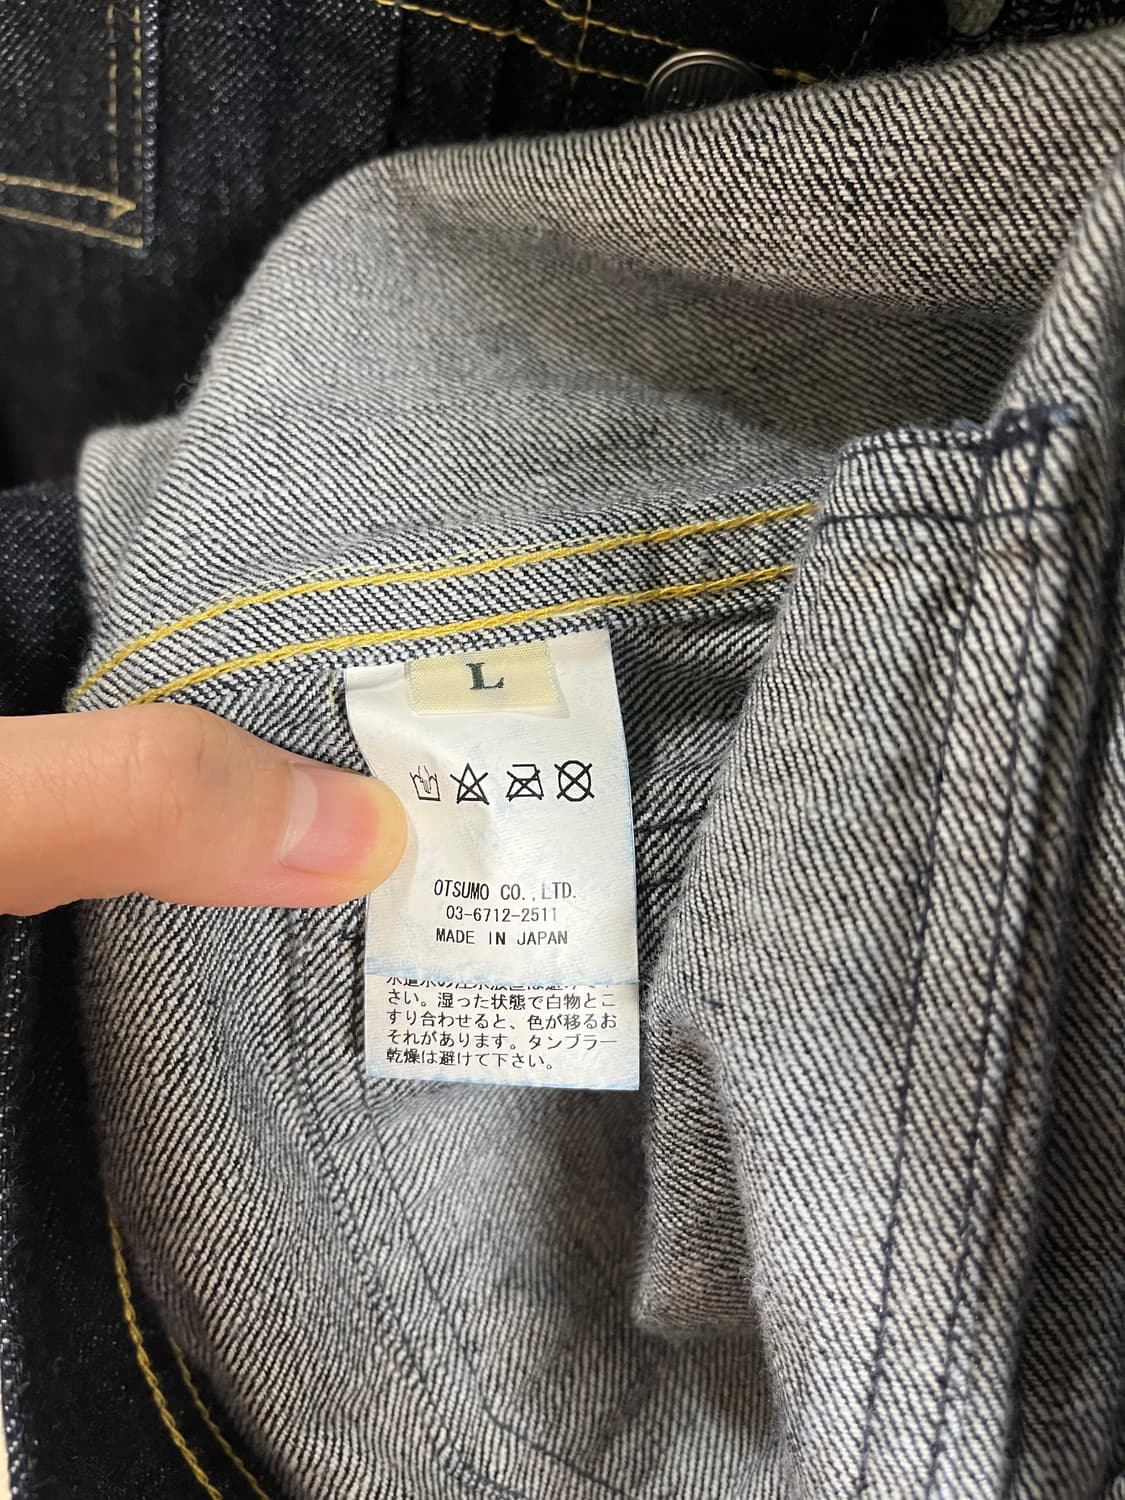 L
OTSUMO CO.,LTD.
03-6712-2511
MADE IN JAPAN
さい。湿った状態で白物とこ
すり合わせると、色が移るお
それがあります。タンブラー
乾燥は避けて下さい。